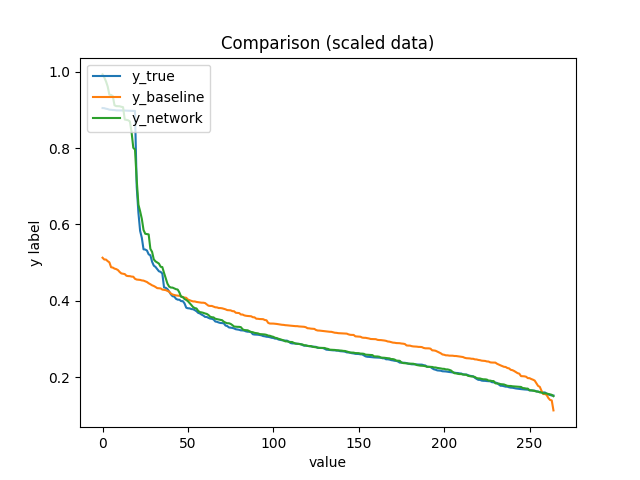 Comparison (scaled data)
y_true
y_baseline
y_network
1.0
0.8
0.6
0.4
0.2
y label
0
50
100
150
200
250
value